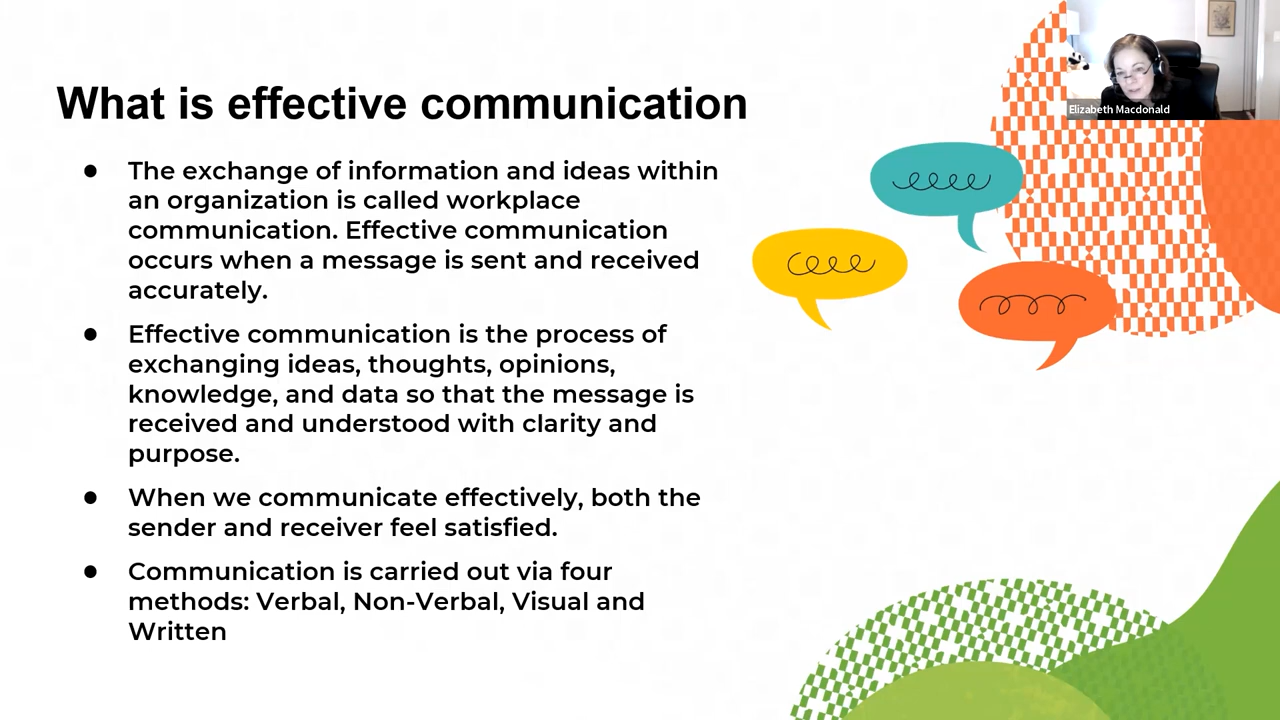 What is effective communication
● The exchange of information and ideas within
an organization is called workplace
communication. Effective communication
occurs when a message is sent and received
accurately.
● Effective communication is the process of
exchanging ideas, thoughts, opinions,
knowledge, and data so that the message is
received and understood with clarity and
purpose.
● When we communicate effectively, both the
sender and receiver feel satisfied.
● Communication is carried out via four
methods: Verbal, Non-Verbal, Visual and
Written
Elizabeth Macdonald